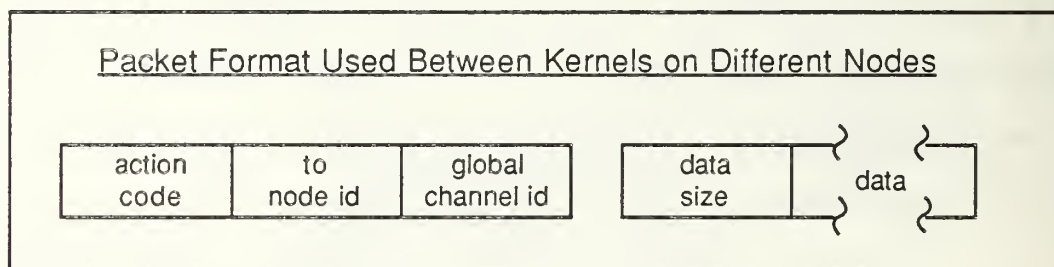 Packet Format Used Between Kernels on Different Nodes
action code
to node id
global channel id
data size
data